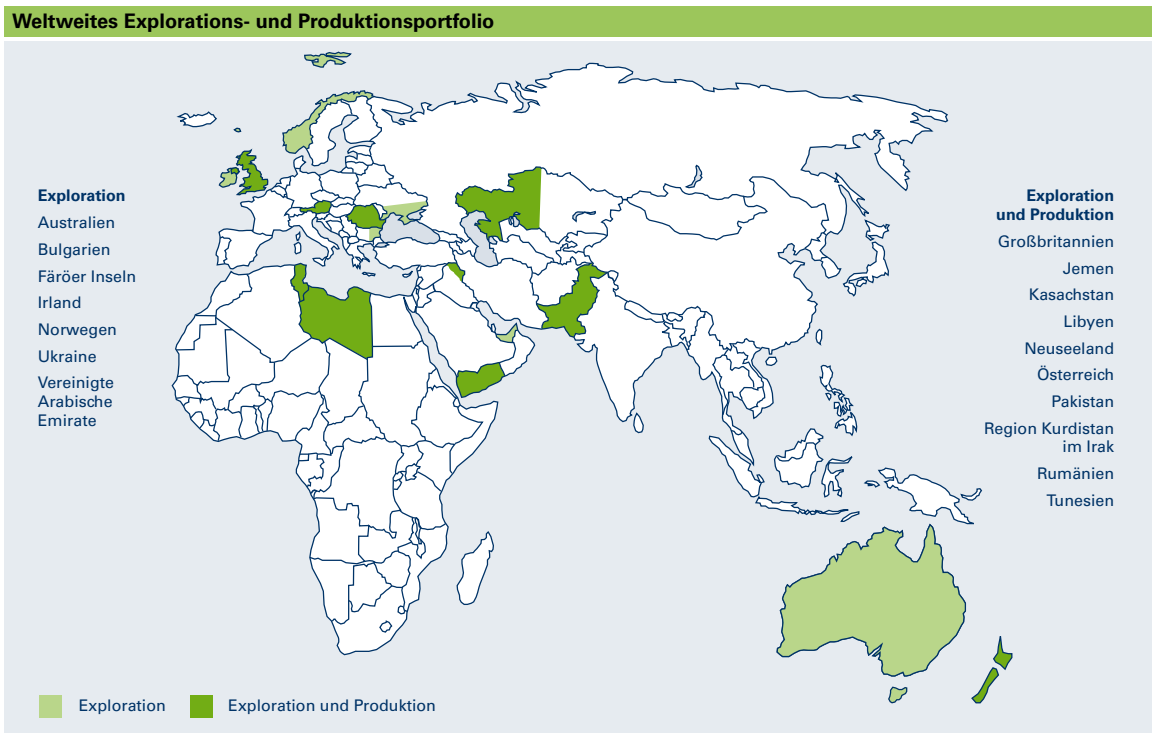 Weltweites Explorations- und Produktionsportfolio
Exploration
Australien
Bulgarien
Färöer Inseln
Irland
Norwegen
Ukraine
Vereinigte
Arabische
Emirate
Exploration
und Produktion
Großbritannien
Jemen
Kasachstan
Libyen
Neuseeland
Österreich
Pakistan
Region Kurdistan
im Irak
Rumänien
Tunesien
Exploration
Exploration und Produktion